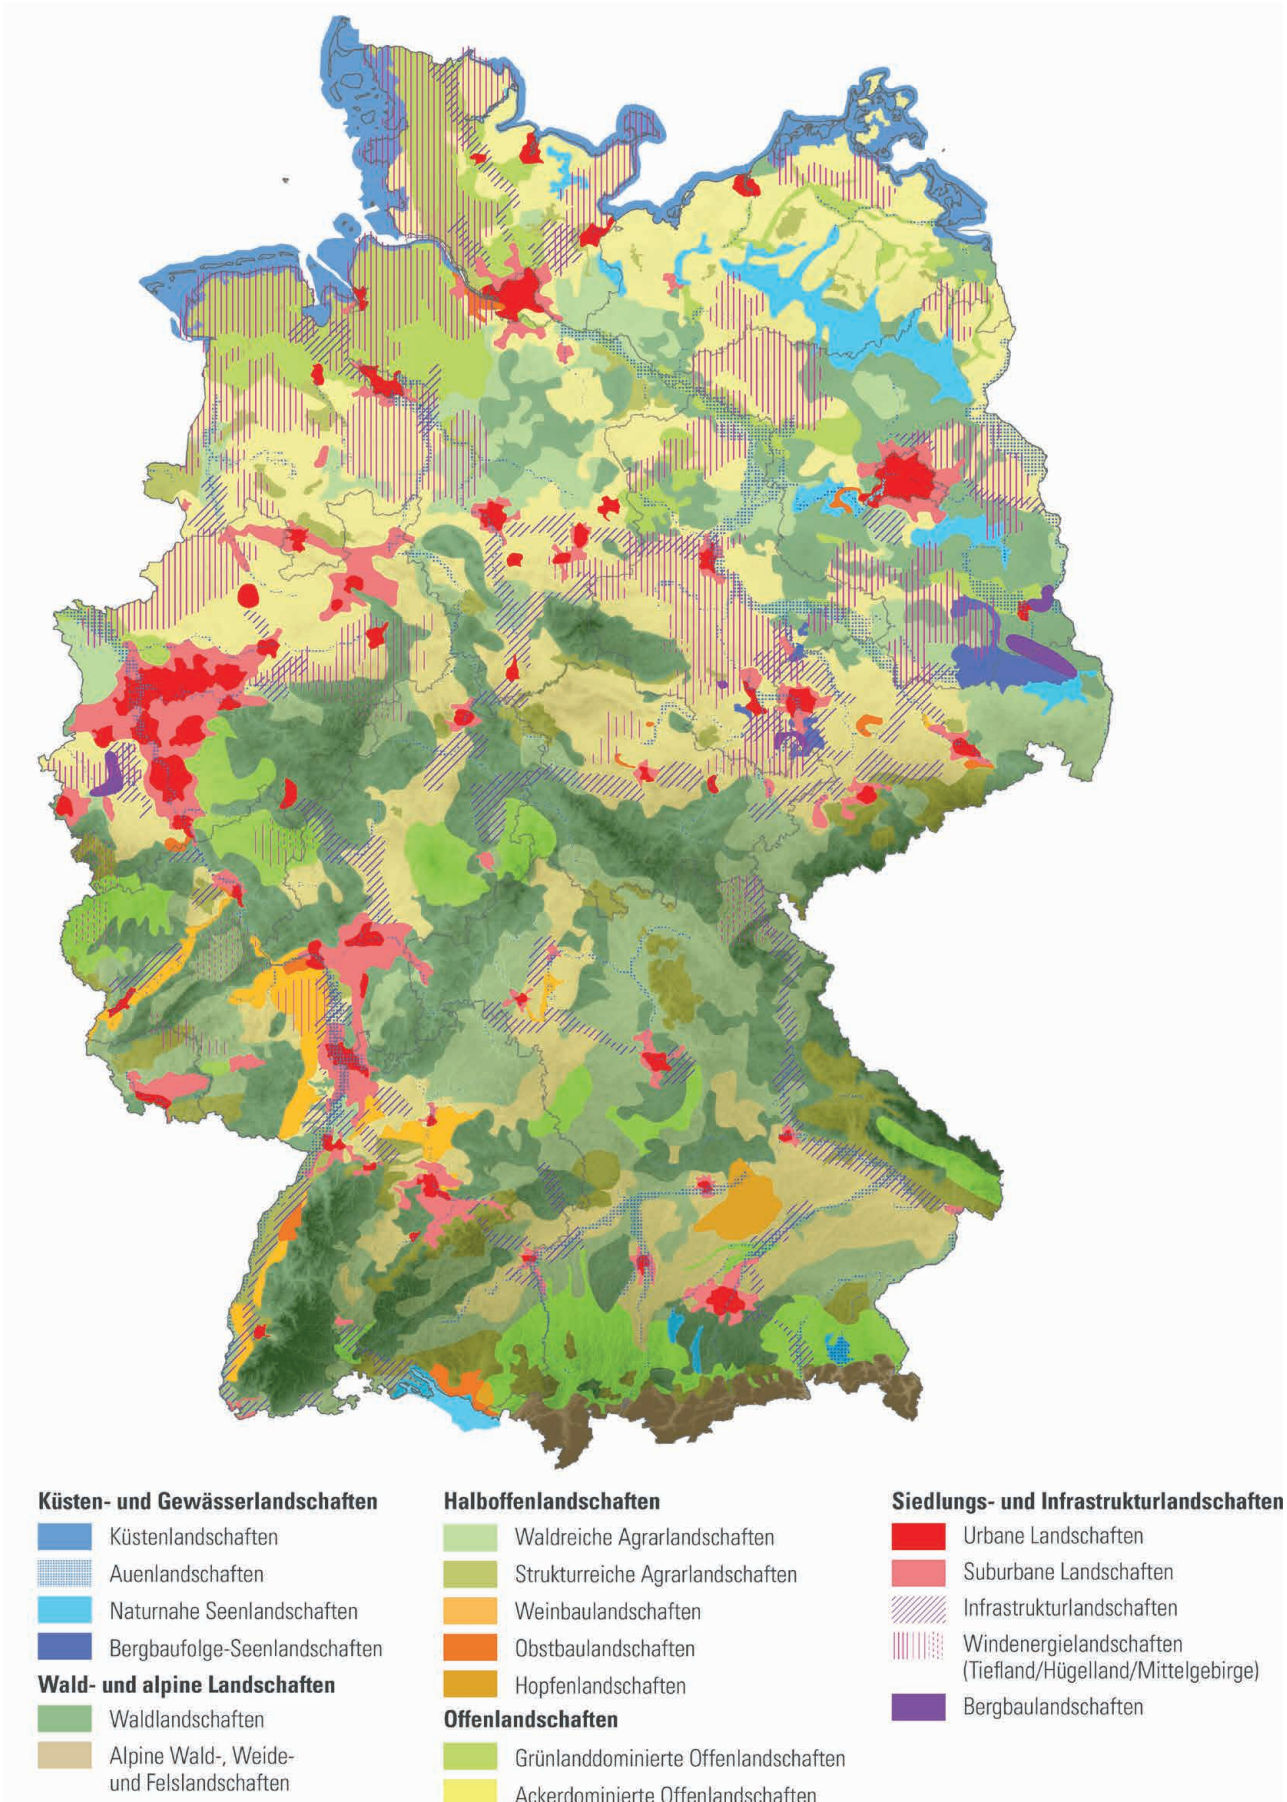 Küsten- und Gewässerlandschaften
Küstenlandschaften
Auenlandschaften
Naturnahe Seenlandschaften
Bergbaufolge-Seenlandschaften
Wald- und alpine Landschaften
Waldlandschaften
Alpine Wald-, Weide-
und Felslandschaften
Halboffenlandschaften
Waldreiche Agrarlandschaften
Strukturreiche Agrarlandschaften
Weinbaulandschaften
Obstbaulandschaften
Hopfenlandschaften
Offenlandschaften
Grünlanddominierte Offenlandschaften
Ackerdominierte Offenlandschaften
Siedlungs- und Infrastrukturlandschaften
Urbane Landschaften
Suburbane Landschaften
Infrastrukturlandschaften
Windenergielandschaften
(Tiefland/Hügelland/Mittelgebirge)
Bergbaulandschaften